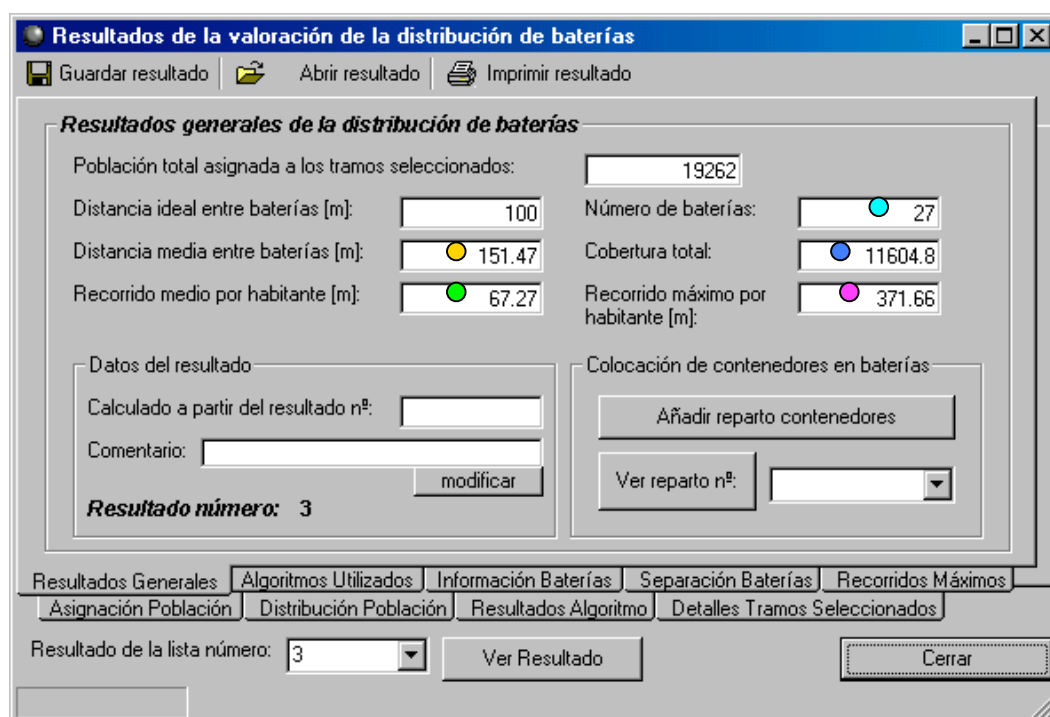 Resultados de la valoración de la distribución de baterías
Guardar resultado Abrir resultado Imprimir resultado
Resultados generales de la distribución de baterías
Población total asignada a los tramos seleccionados: 19262
Distancia ideal entre baterías [m]: 100 Número de baterías: 27
Distancia media entre baterías [m]: 151.47 Cobertura total: 11604.8
Recorrido medio por habitante [m]: 67.27 Recorrido máximo por habitante [m]: 371.66
Datos del resultado
Calculado a partir del resultado nº:
Comentario:
modificar
Resultado número: 3
Colocación de contenedores en baterías
Añadir reparto contenedores
Ver reparto nº:
Resultados Generales Algoritmos Utilizados Información Baterías Separación Baterías Recorridos Máximos
Asignación Población Distribución Población Resultados Algoritmo Detalles Tramos Seleccionados
Resultado de la lista número: 3 Ver Resultado Cerrar